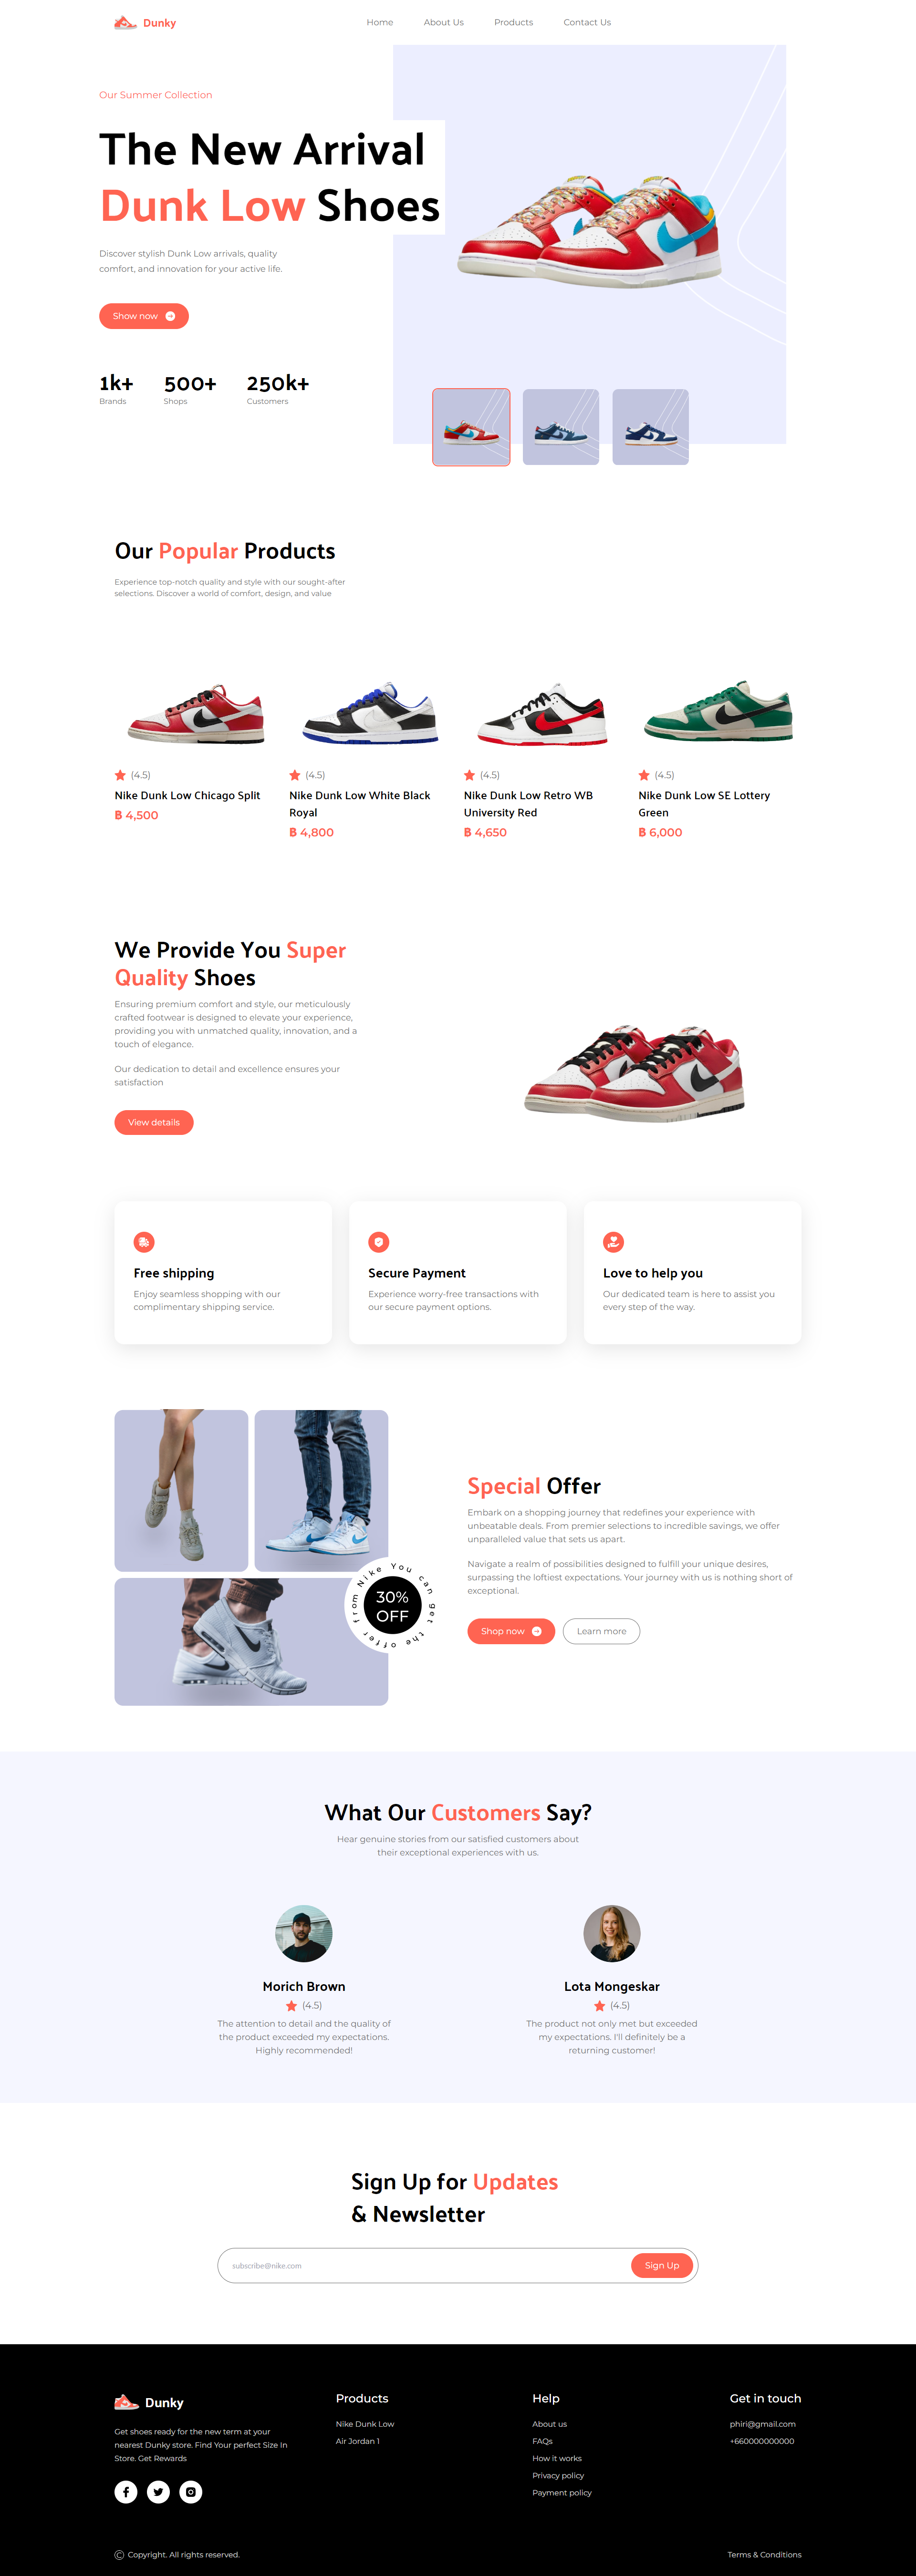 Dunky
Home
About Us
Products
Contact Us
Our Summer Collection
The New Arrival
Dunk Low Shoes
Discover stylish Dunk Low arrivals, quality
comfort, and innovation for your active life.
Show now
1k+
Brands
500+
Shops
250k+
Customers
Our Popular Products
Experience top-notch quality and style with our sought-after
selections. Discover a world of comfort, design, and value
(4.5)
Nike Dunk Low Chicago Split
฿ 4,500
(4.5)
Nike Dunk Low White Black
Royal
฿ 4,800
(4.5)
Nike Dunk Low Retro WB
University Red
฿ 4,650
(4.5)
Nike Dunk Low SE Lottery
Green
฿ 6,000
We Provide You Super
Quality Shoes
Ensuring premium comfort and style, our meticulously
crafted footwear is designed to elevate your experience,
providing you with unmatched quality, innovation, and a
touch of elegance.
Our dedication to detail and excellence ensures your
satisfaction
View details
Free shipping
Enjoy seamless shopping with our
complimentary shipping service.
Secure Payment
Experience worry-free transactions with
our secure payment options.
Love to help you
Our dedicated team is here to assist you
every step of the way.
You can get the offer from Nike
30%
OFF
Special Offer
Embark on a shopping journey that redefines your experience with
unbeatable deals. From premier selections to incredible savings, we offer
unparalleled value that sets us apart.
Navigate a realm of possibilities designed to fulfill your unique desires,
surpassing the loftiest expectations. Your journey with us is nothing short of
exceptional.
Shop now
Learn more
What Our Customers Say?
Hear genuine stories from our satisfied customers about
their exceptional experiences with us.
Morich Brown
(4.5)
The attention to detail and the quality of
the product exceeded my expectations.
Highly recommended!
Lota Mongeskar
(4.5)
The product not only met but exceeded
my expectations. I'll definitely be a
returning customer!
Sign Up for Updates
& Newsletter
subscribe@nike.com
Sign Up
Dunky
Get shoes ready for the new term at your
nearest Dunky store. Find Your perfect Size In
Store. Get Rewards
Products
Nike Dunk Low
Air Jordan 1
Help
About us
FAQs
How it works
Privacy policy
Payment policy
Get in touch
phiri@gmail.com
+660000000000
© Copyright. All rights reserved.
Terms & Conditions